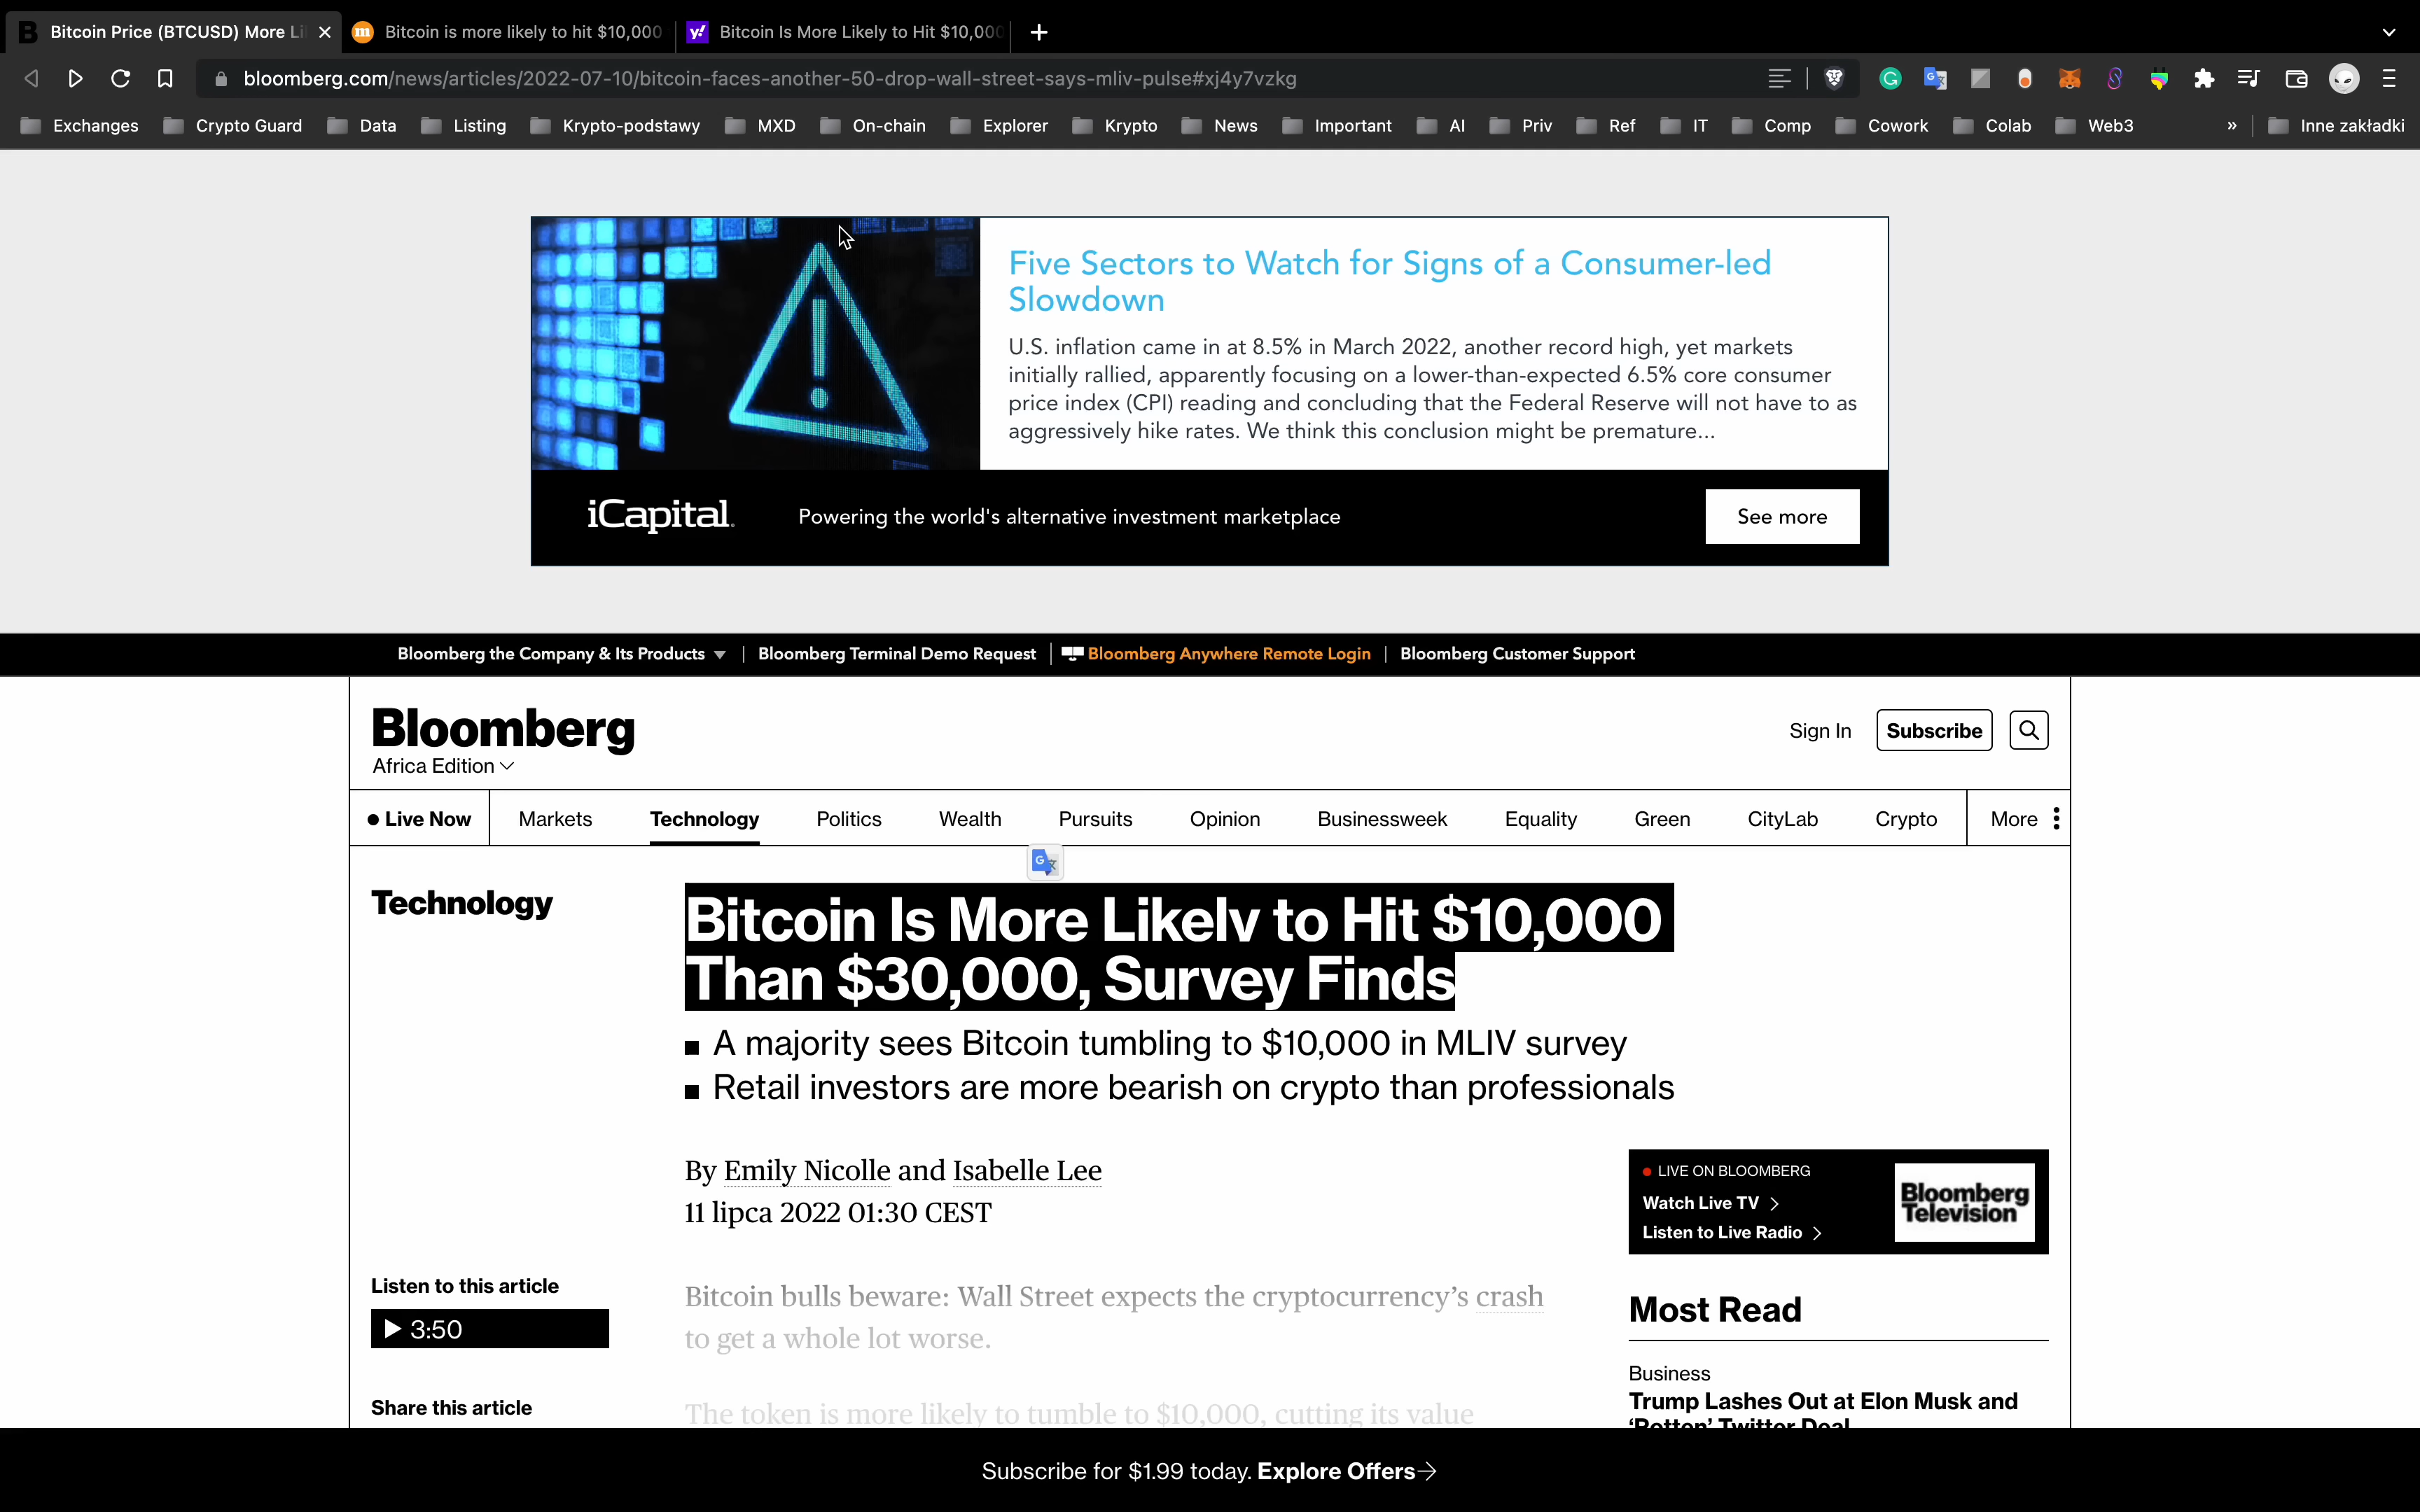 Bitcoin Price (BTCUSD) More Li
Bitcoin is more likely to hit $10,000
Bitcoin Is More Likely to Hit $10,000
bloomberg.com/news/articles/2022-07-10/bitcoin-faces-another-50-drop-wall-street-says-mliv-pulse#xj4y7vzkg
Exchanges Crypto Guard Data Listing Krypto-podstawy MXD On-chain Explorer Krypto News Important AI Priv Ref IT Comp Cowork Colab Web3 » Inne zakładki
Five Sectors to Watch for Signs of a Consumer-led
Slowdown
U.S. inflation came in at 8.5% in March 2022, another record high, yet markets
initially rallied, apparently focusing on a lower-than-expected 6.5% core consumer
price index (CPI) reading and concluding that the Federal Reserve will not have to as
aggressively hike rates. We think this conclusion might be premature...
iCapital. Powering the world's alternative investment marketplace See more
Bloomberg the Company & Its Products | Bloomberg Terminal Demo Request | Bloomberg Anywhere Remote Login | Bloomberg Customer Support
Bloomberg
Africa Edition
Sign In Subscribe
Live Now Markets Technology Politics Wealth Pursuits Opinion Businessweek Equality Green CityLab Crypto More
Technology
Bitcoin Is More Likely to Hit $10,000
Than $30,000, Survey Finds
A majority sees Bitcoin tumbling to $10,000 in MLIV survey
Retail investors are more bearish on crypto than professionals
By Emily Nicolle and Isabelle Lee
11 lipca 2022 01:30 CEST
LIVE ON BLOOMBERG
Watch Live TV
Listen to Live Radio
Bloomberg
Television
Listen to this article
3:50
Bitcoin bulls beware: Wall Street expects the cryptocurrency’s crash
to get a whole lot worse.
Most Read
Business
Trump Lashes Out at Elon Musk and
‘Rotten’ Twitter Deal
Share this article
The token is more likely to tumble to $10,000, cutting its value
Subscribe for $1.99 today. Explore Offers